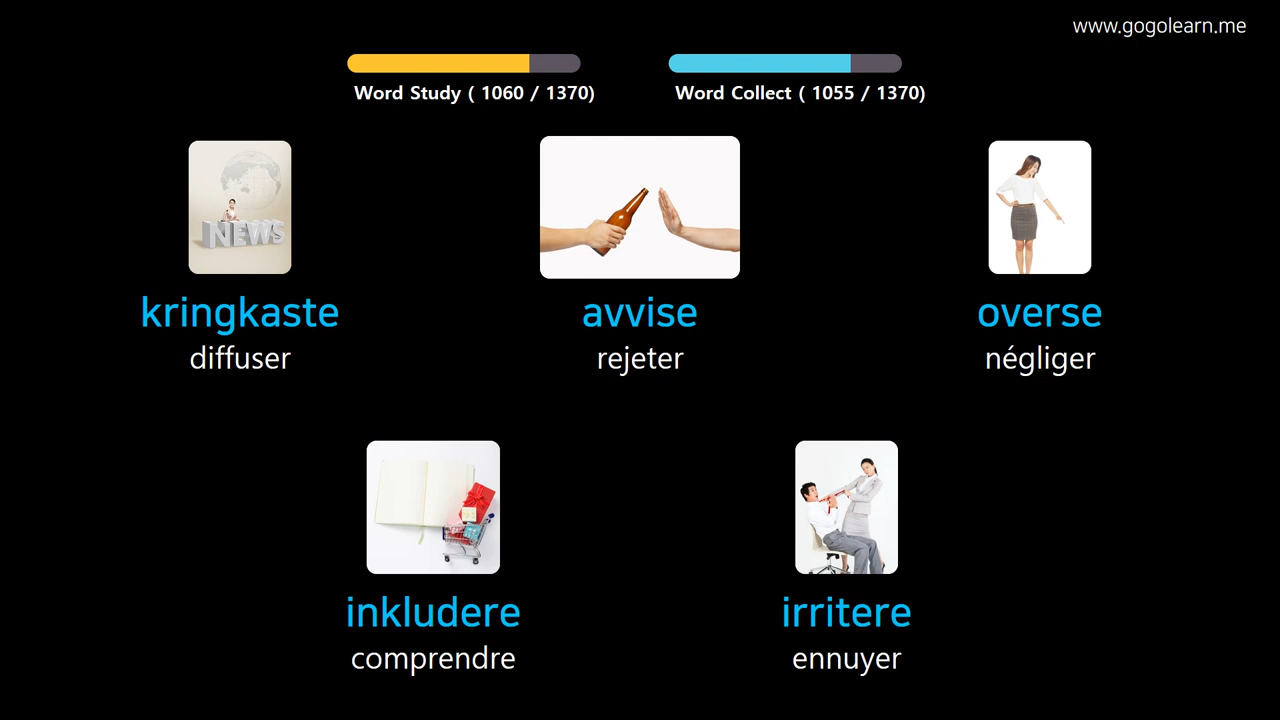 www.gogolearn.me
Word Study ( 1060 / 1370)
Word Collect ( 1055 / 1370)
NEWS
kringkaste
diffuser
avvise
rejeter
overse
négliger
inkludere
comprendre
irritere
ennuyer